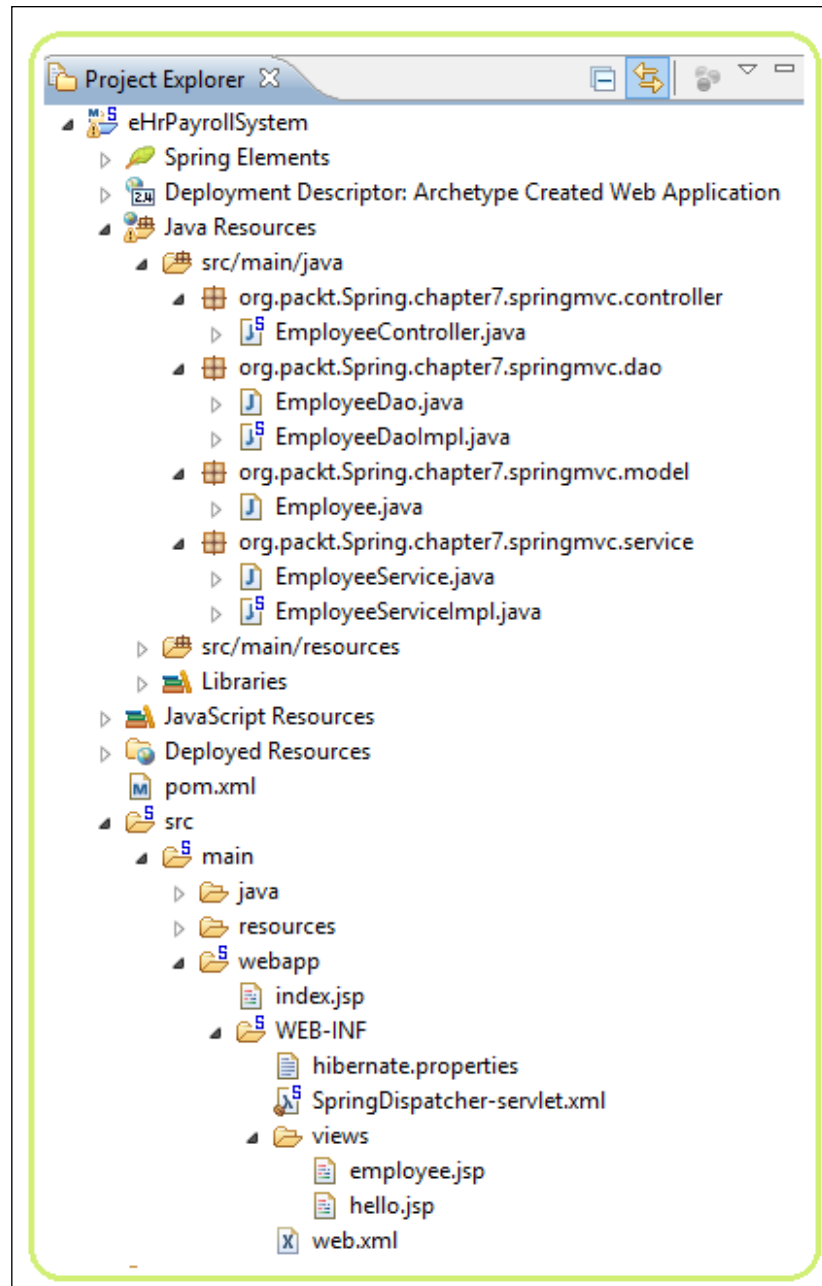 Project Explorer
eHrPayrollSystem
Spring Elements
Deployment Descriptor: Archetype Created Web Application
Java Resources
src/main/java
org.packt.Spring.chapter7.springmvc.controller
EmployeeController.java
org.packt.Spring.chapter7.springmvc.dao
EmployeeDao.java
EmployeeDaoImpl.java
org.packt.Spring.chapter7.springmvc.model
Employee.java
org.packt.Spring.chapter7.springmvc.service
EmployeeService.java
EmployeeServiceImpl.java
src/main/resources
Libraries
JavaScript Resources
Deployed Resources
pom.xml
src
main
java
resources
webapp
index.jsp
WEB-INF
hibernate.properties
SpringDispatcher-servlet.xml
views
employee.jsp
hello.jsp
web.xml